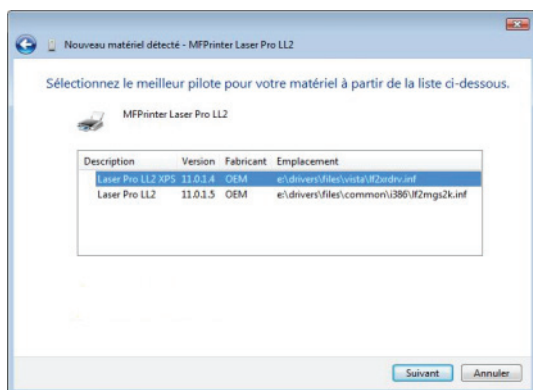 Nouveau matériel détecté - MFPrinter Laser Pro LL2
Sélectionnez le meilleur pilote pour votre matériel à partir de la liste ci-dessous.
MFPrinter Laser Pro LL2
Description Version Fabricant Emplacement
Laser Pro LL2 XPS 11.0.1.4 OEM e:\drivers\files\vista\lf2xrdrv.inf
Laser Pro LL2 11.0.1.5 OEM e:\drivers\files\common\i386\lf2mgs2k.inf
Suivant Annuler